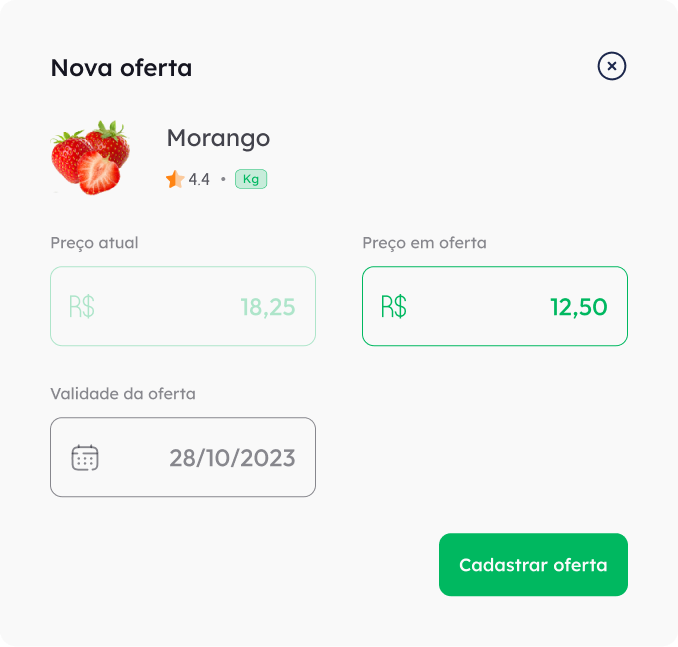 Nova oferta
Morango
4.4 • Kg
Preço atual
R$ 18,25
Preço em oferta
R$ 12,50
Validade da oferta
28/10/2023
Cadastrar oferta